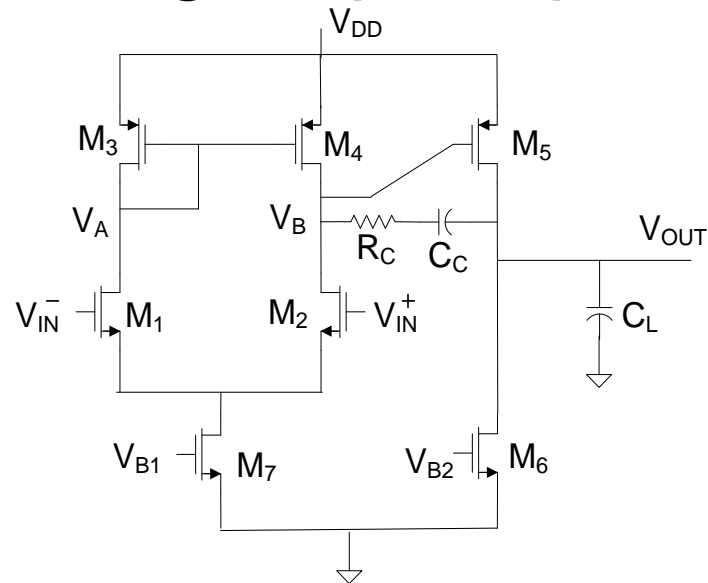 V_DD
M_3
M_4
M_5
V_A
V_B
R_C
C_C
V_OUT
V_IN^-
M_1
M_2
V_IN^+
C_L
V_B1
M_7
V_B2
M_6